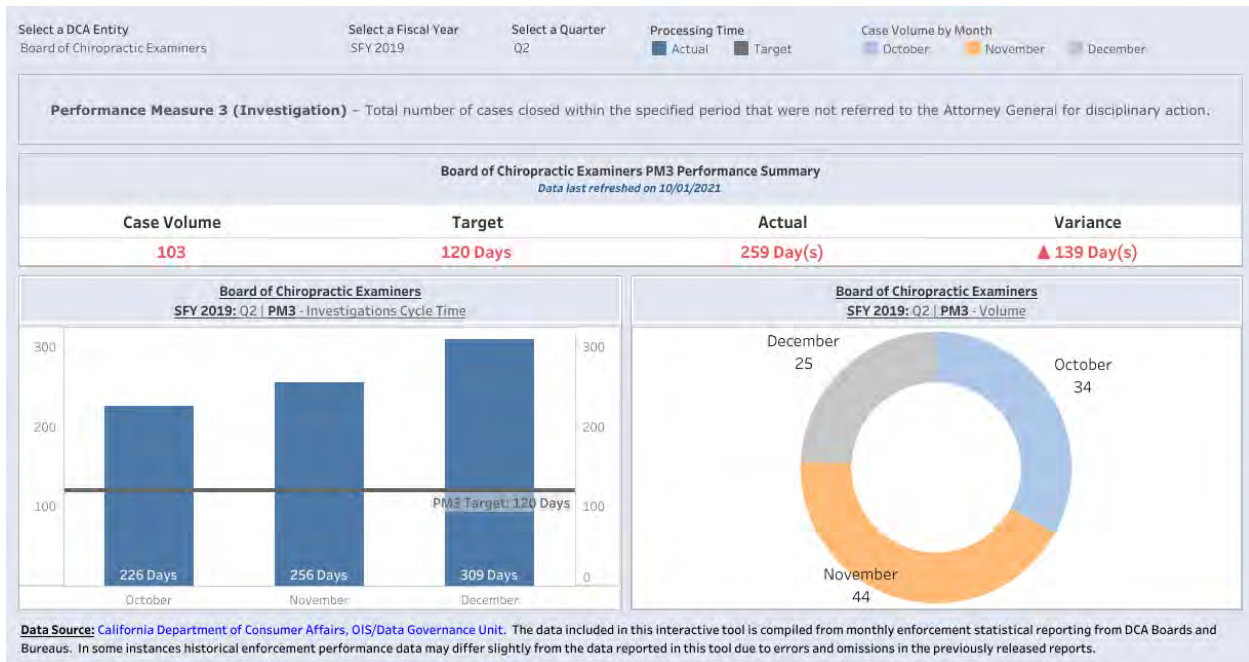 Select a DCA Entity
Board of Chiropractic Examiners
Select a Fiscal Year
SFY 2019
Select a Quarter
Q2
Processing Time
Actual Target
Case Volume by Month
October November December
Performance Measure 3 (Investigation) – Total number of cases closed within the specified period that were not referred to the Attorney General for disciplinary action.
Board of Chiropractic Examiners PM3 Performance Summary
Data last refreshed on 10/01/2021
Case Volume Target Actual Variance
103 120 Days 259 Day(s) ▲ 139 Day(s)
Board of Chiropractic Examiners
SFY 2019: Q2 | PM3 - Investigations Cycle Time
300 300
200 200
100 PM3 Target: 120 Days 100
226 Days 256 Days 309 Days 0
October November December
Board of Chiropractic Examiners
SFY 2019: Q2 | PM3 - Volume
December
25
October
34
November
44
Data Source: California Department of Consumer Affairs, OIS/Data Governance Unit. The data included in this interactive tool is compiled from monthly enforcement statistical reporting from DCA Boards and
Bureaus. In some instances historical enforcement performance data may differ slightly from the data reported in this tool due to errors and omissions in the previously released reports.